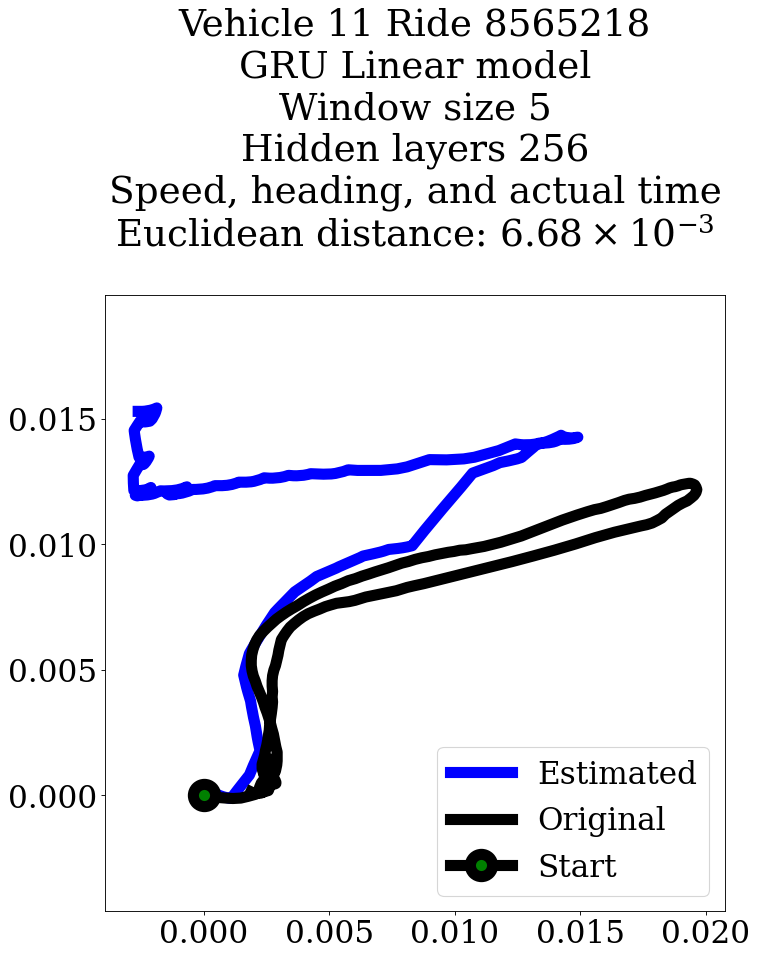 Vehicle 11 Ride 8565218
GRU Linear model
Window size 5
Hidden layers 256
Speed, heading, and actual time
Euclidean distance: 6.68 × 10⁻³
0.015
0.010
0.005
0.000
Estimated
Original
Start
0.000 0.005 0.010 0.015 0.020